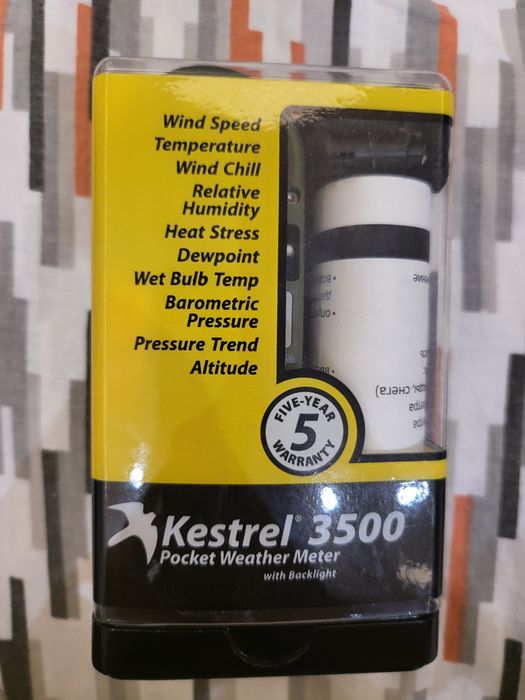 Wind Speed
Temperature
Wind Chill
Relative
Humidity
Heat Stress
Dewpoint
Wet Bulb Temp
Barometric
Pressure
Pressure Trend
Altitude
FIVE-YEAR
5
WARRANTY
Kestrel® 3500
Pocket Weather Meter
with Backlight
снега)